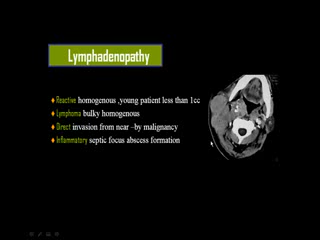 Lymphadenopathy
Reactive homogenous ,young patient less than 1cc
Lymphoma bulky homogenous
Direct invasion from near –by malignancy
Inflammatory septic focus abscess formation